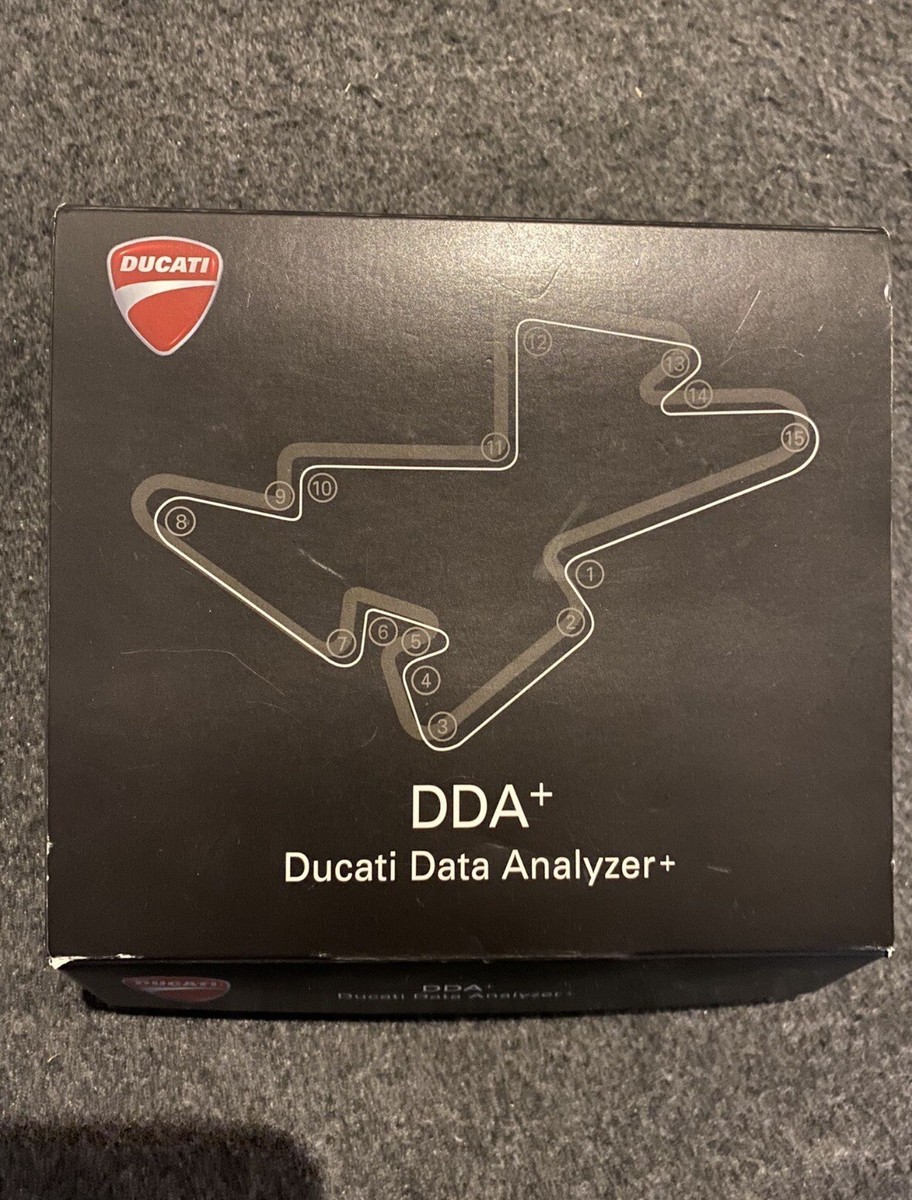 DUCATI
12
13
14
11
15
9
10
8
1
2
7
6
5
4
3
DDA+
Ducati Data Analyzer+
DUCATI
DDA+
Ducati Data Analyzer+